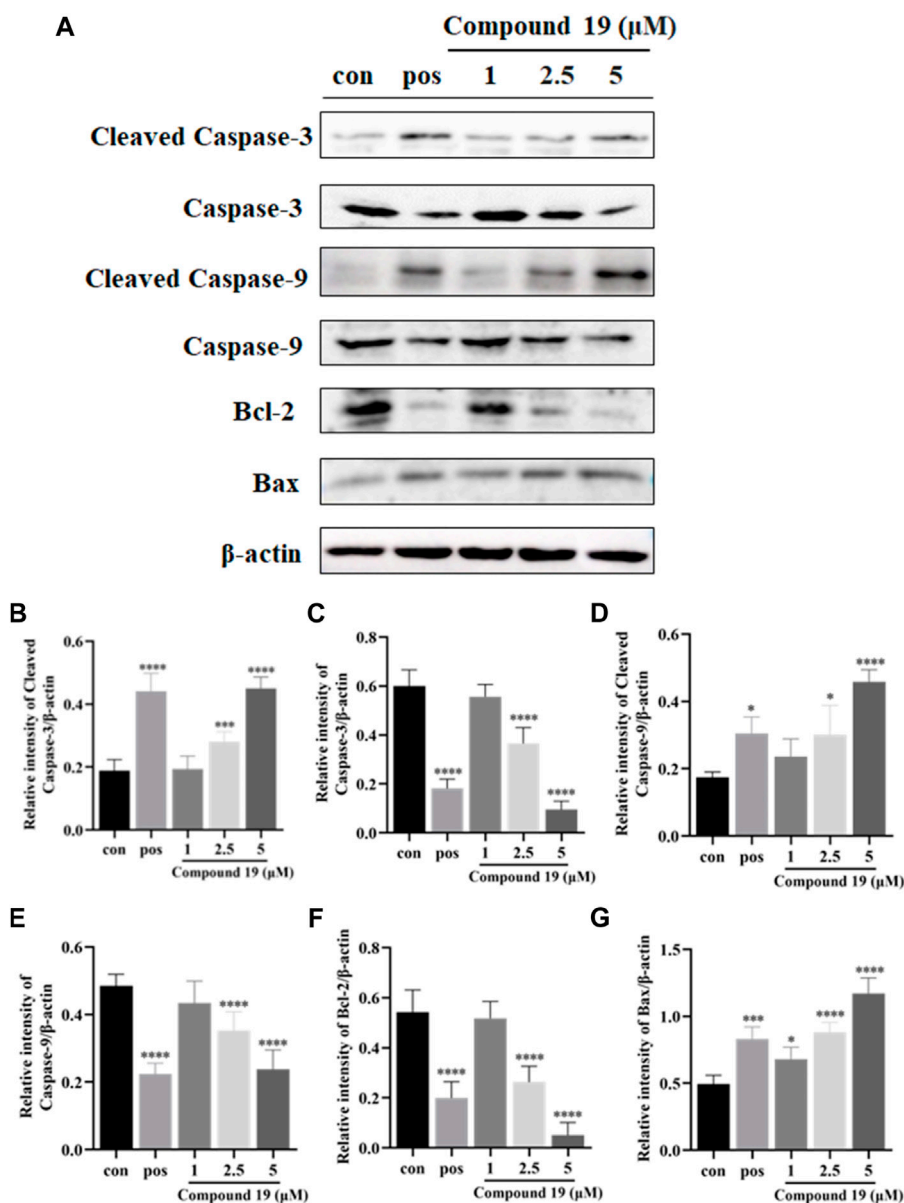 A
Compound 19 (μM)
con pos 1 2.5 5
Cleaved Caspase-3
Caspase-3
Cleaved Caspase-9
Caspase-9
Bcl-2
Bax
β-actin
B
Relative intensity of Cleaved
Caspase-3/β-actin
0.6
0.4
0.2
0.0
**** *** ****
con pos 1 2.5 5
Compound 19 (μM)
C
Relative intensity of
Caspase-3/β-actin
0.8
0.6
0.4
0.2
0.0
**** **** ****
con pos 1 2.5 5
Compound 19 (μM)
D
Relative intensity of Cleaved
Caspase-9/β-actin
0.6
0.4
0.2
0.0
* * ****
con pos 1 2.5 5
Compound 19 (μM)
E
Relative intensity of
Caspase-9/β-actin
0.6
0.4
0.2
0.0
**** **** ****
con pos 1 2.5 5
Compound 19 (μM)
F
Relative intensity of Bcl-2/β-actin
0.8
0.6
0.4
0.2
0.0
**** **** ****
con pos 1 2.5 5
Compound 19 (μM)
G
Relative intensity of Bax/β-actin
1.5
1.0
0.5
0.0
*** * **** ****
con pos 1 2.5 5
Compound 19 (μM)